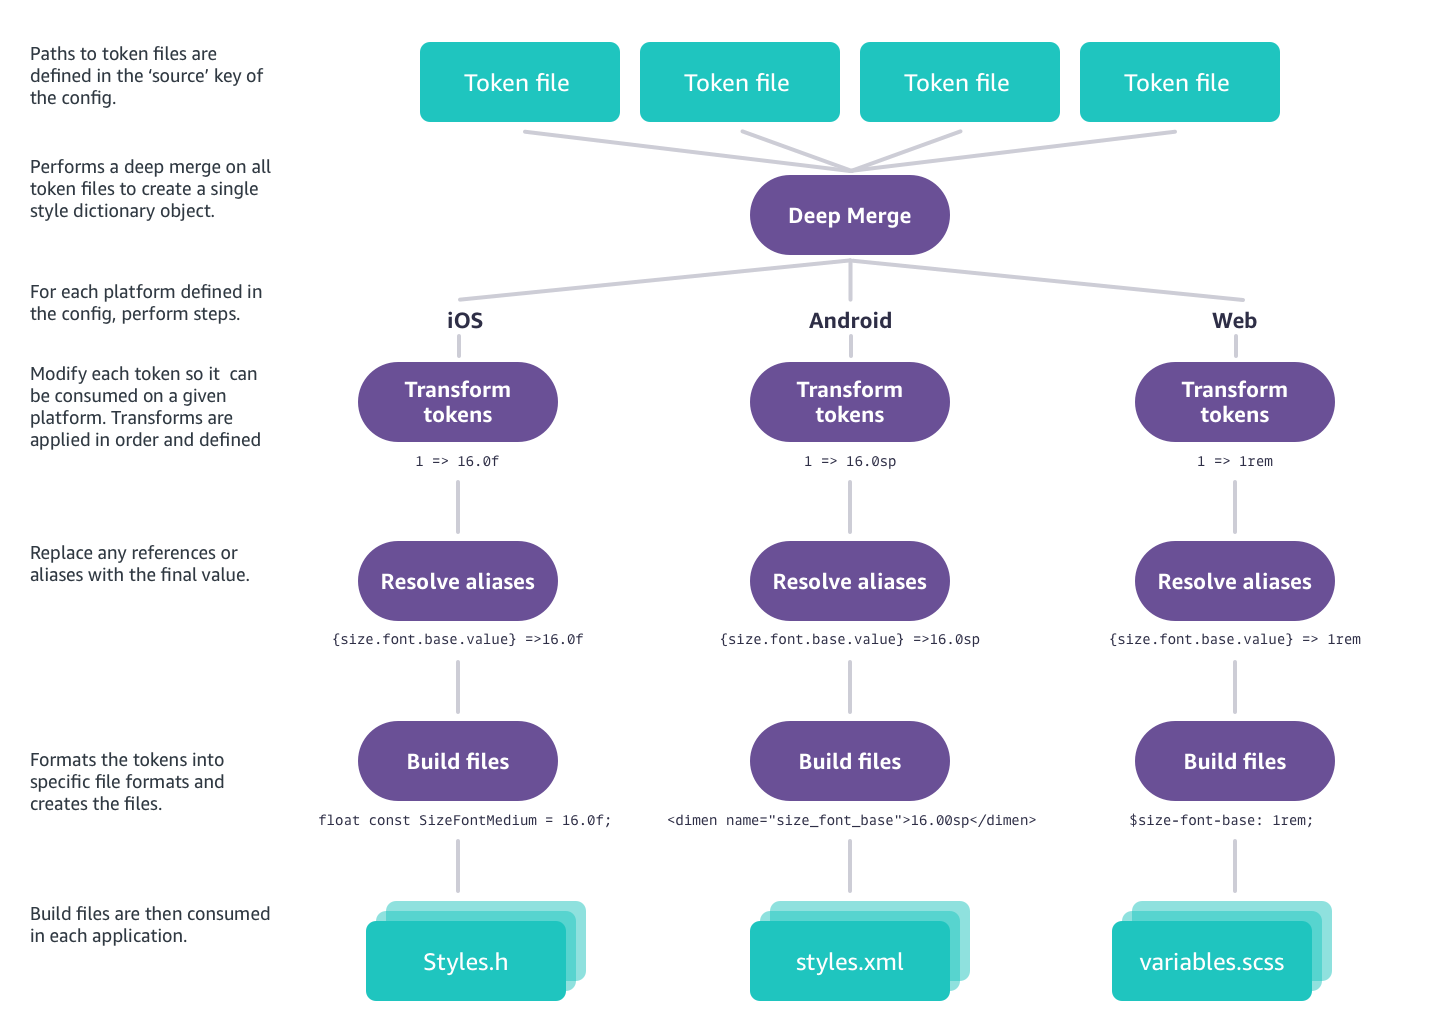 Paths to token files are
defined in the ‘source’ key of
the config.
Token file
Token file
Token file
Token file
Performs a deep merge on all
token files to create a single
style dictionary object.
Deep Merge
For each platform defined in
the config, perform steps.
iOS
Android
Web
Modify each token so it  can
be consumed on a given
platform. Transforms are
applied in order and defined
Transform
tokens
Transform
tokens
Transform
tokens
1 => 16.0f
1 => 16.0sp
1 => 1rem
Replace any references or
aliases with the final value.
Resolve aliases
Resolve aliases
Resolve aliases
{size.font.base.value} =>16.0f
{size.font.base.value} =>16.0sp
{size.font.base.value} => 1rem
Formats the tokens into
specific file formats and
creates the files.
Build files
Build files
Build files
float const SizeFontMedium = 16.0f;
<dimen name="size_font_base">16.00sp</dimen>
$size-font-base: 1rem;
Build files are then consumed
in each application.
Styles.h
styles.xml
variables.scss